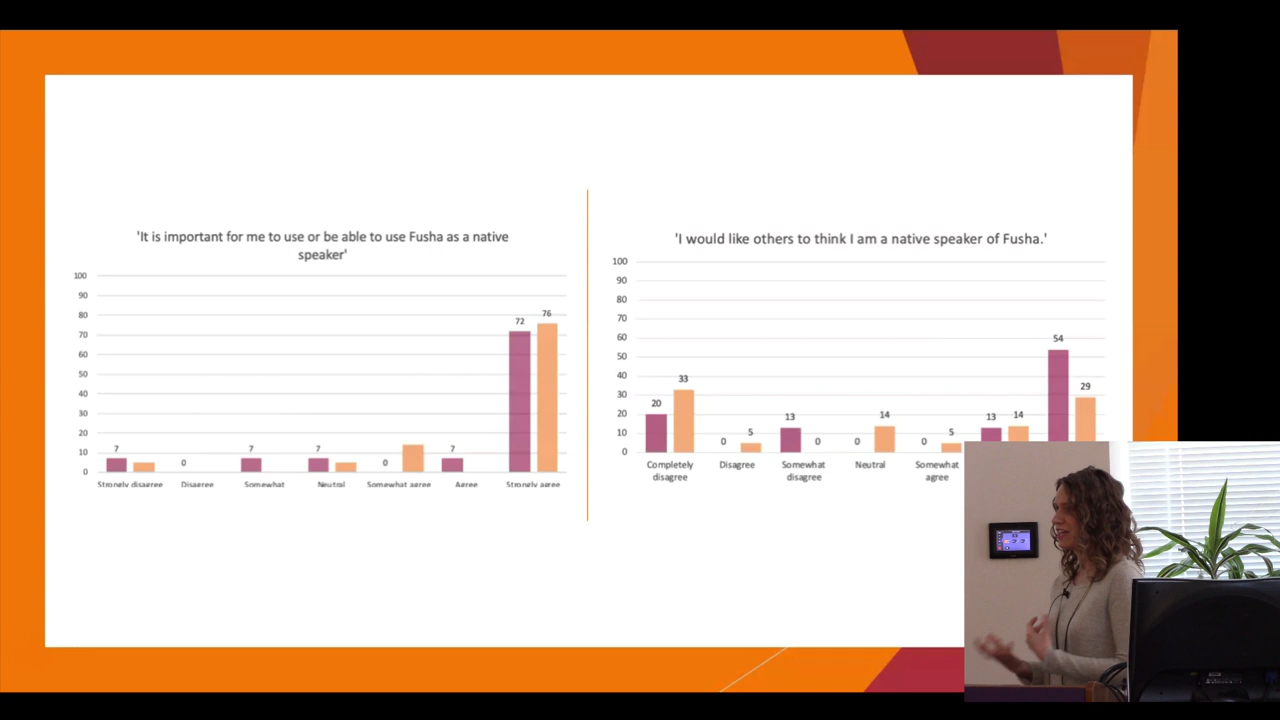 'It is important for me to use or be able to use Fusha as a native
speaker'
100
90
80
70
60
50
40
30
20
10
0
7
0
7
7
0
7
72
76
Strongly disagree
Disagree
Somewhat
Neutral
Somewhat agree
Agree
Strongly agree
'I would like others to think I am a native speaker of Fusha.'
100
90
80
70
60
50
40
30
20
10
0
20
33
0
5
13
0
0
14
0
5
13
14
54
29
Completely
disagree
Disagree
Somewhat
disagree
Neutral
Somewhat
agree